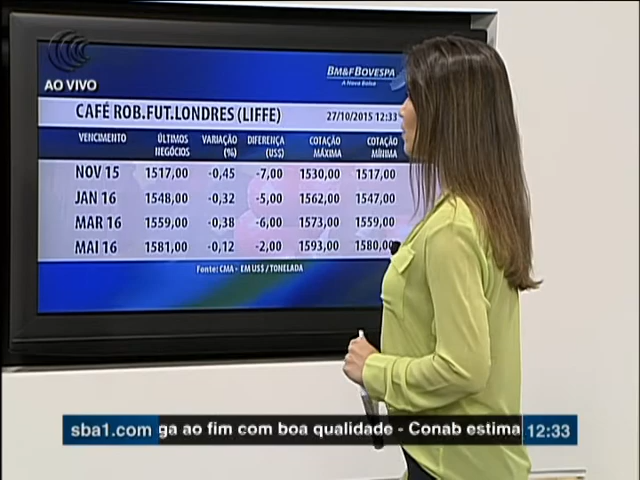 AO VIVO
BM&FBOVESPA
A Nova Bolsa
CAFÉ ROB.FUT.LONDRES (LIFFE) 27/10/2015 12:33
VENCIMENTO ÚLTIMOS NEGÓCIOS VARIAÇÃO (%) DIFERENÇA (US$) COTAÇÃO MÁXIMA COTAÇÃO MÍNIMA
NOV 15 1517,00 -0,45 -7,00 1530,00 1517,00
JAN 16 1548,00 -0,32 -5,00 1562,00 1547,00
MAR 16 1559,00 -0,38 -6,00 1573,00 1559,00
MAI 16 1581,00 -0,12 -2,00 1593,00 1580,00
Fonte: CMA - EM US$ / TONELADA
sba1.com ga ao fim com boa qualidade - Conab estima 12:33